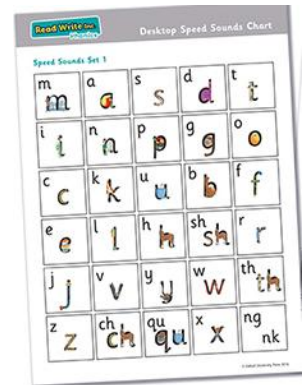 Read Write Inc.
Phonics
Desktop Speed Sounds Chart
Speed Sounds Set 1
m a s d t
m a s d t
i n p g o
i n p g o
c k u b f
c k u b f
e l h sh r
e l h sh r
j v y w th
j v y w th
z ch qu x ng
z ch qu x nk